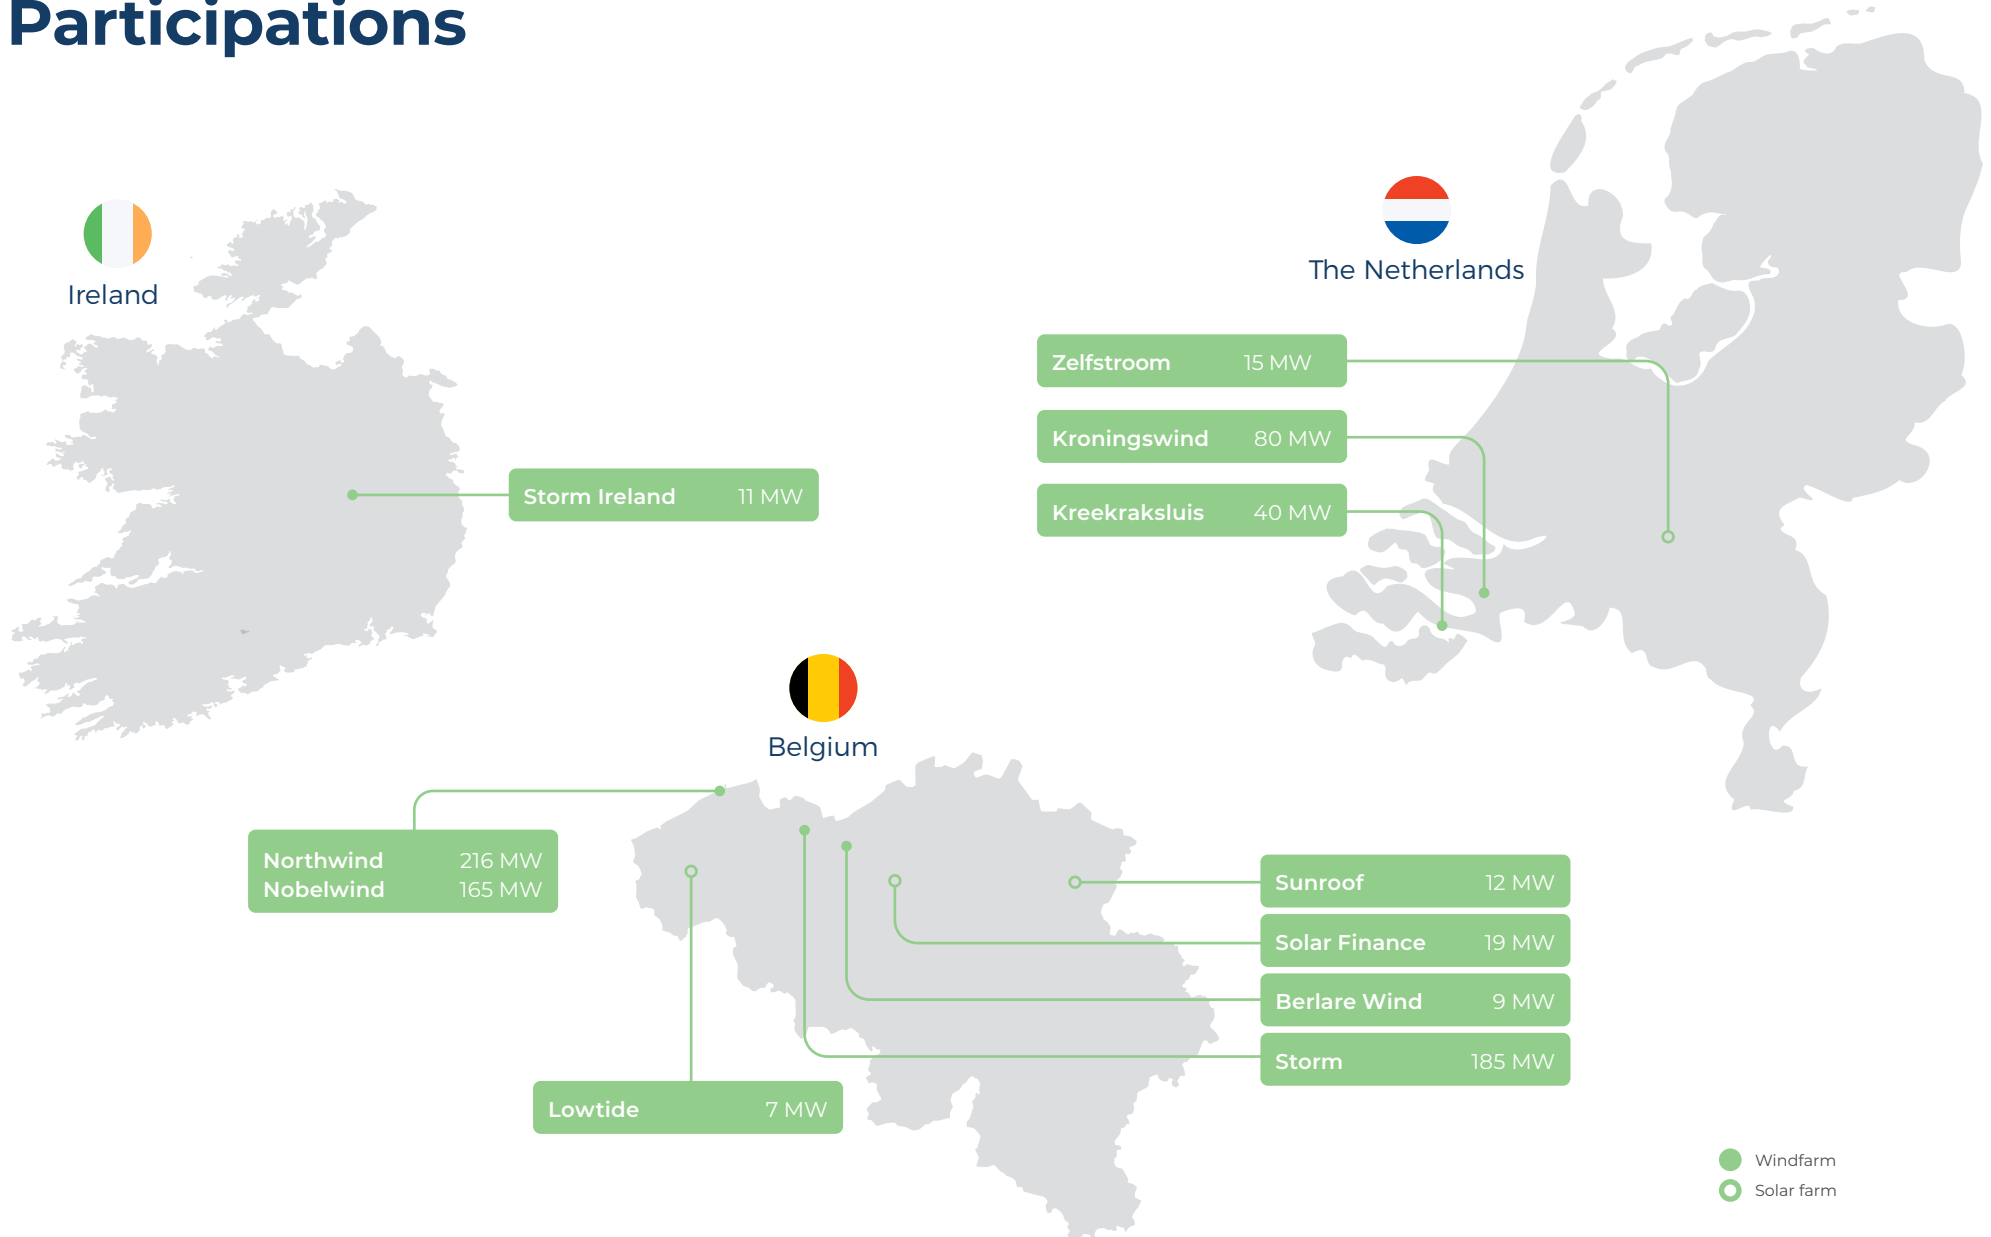 Participations
Ireland
Storm Ireland 11 MW
The Netherlands
Zelfstroom 15 MW
Kroningswind 80 MW
Kreekraksluis 40 MW
Belgium
Northwind 216 MW
Nobelwind 165 MW
Lowtide 7 MW
Sunroof 12 MW
Solar Finance 19 MW
Berlare Wind 9 MW
Storm 185 MW
Windfarm
Solar farm